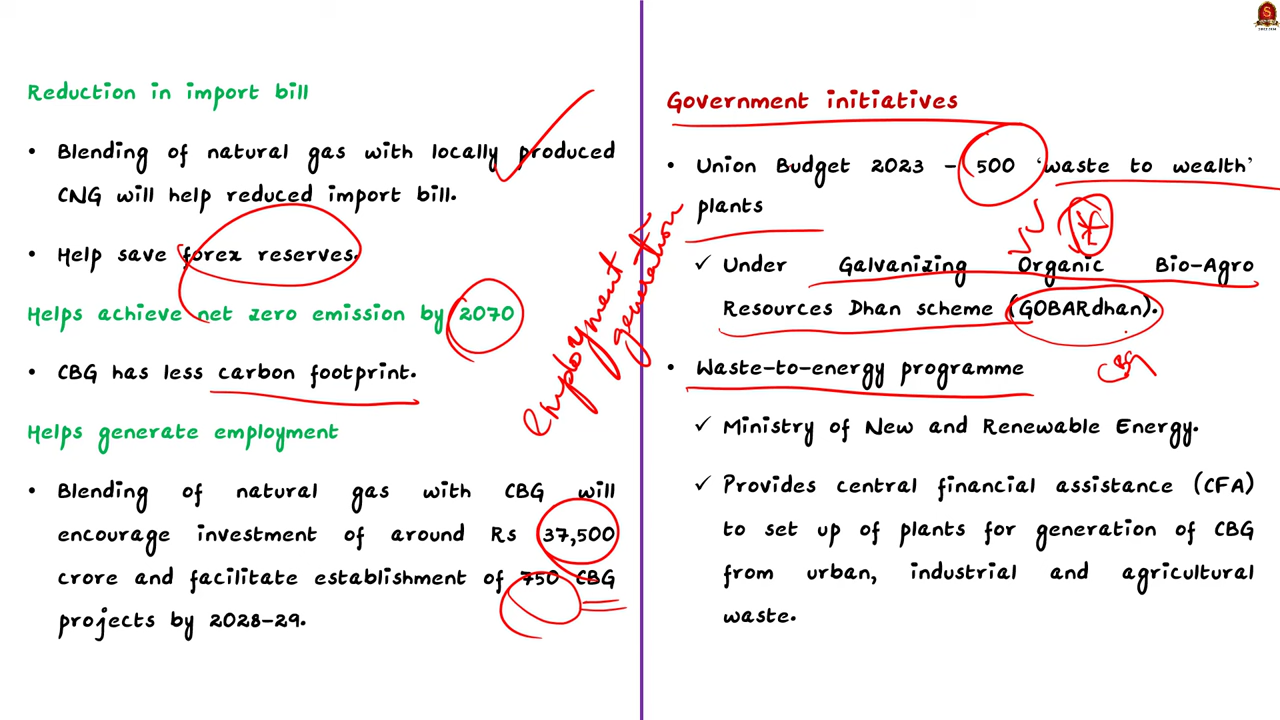 Reduction in import bill
• Blending of natural gas with locally produced
CNG will help reduced import bill.
• Help save forex reserves.
Helps achieve net zero emission by 2070
• CBG has less carbon footprint.
Helps generate employment
• Blending of natural gas with CBG will
encourage investment of around Rs 37,500
crore and facilitate establishment of 750 CBG
projects by 2028-29.
Employment
generation
Government initiatives
• Union Budget 2023 - 500 ‘waste to wealth’
plants
✓ Under Galvanizing Organic Bio-Agro
Resources Dhan scheme (GOBARdhan).
• Waste-to-energy programme
CBG
✓ Ministry of New and Renewable Energy.
✓ Provides central financial assistance (CFA)
to set up of plants for generation of CBG
from urban, industrial and agricultural
waste.